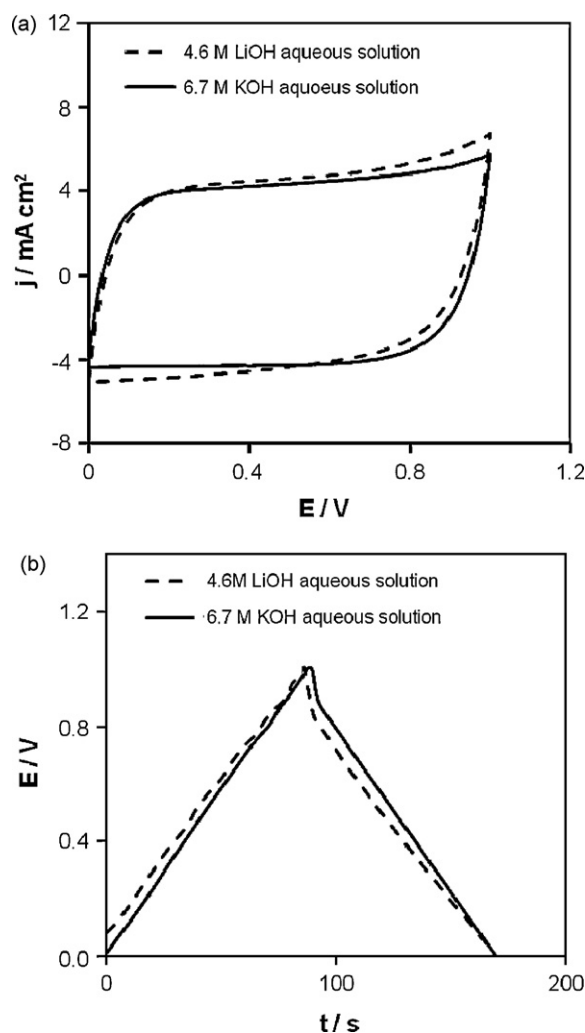 (a)
12
4.6 M LiOH aqueous solution
6.7 M KOH aquoeus solution
8
4
0
-4
-8
j / mA cm²
0
0.4
0.8
1.2
E / V
(b)
4.6M LiOH aqueous solution
6.7 M KOH aqueous solution
1.2
0.8
0.4
0.0
E / V
0
100
200
t / s